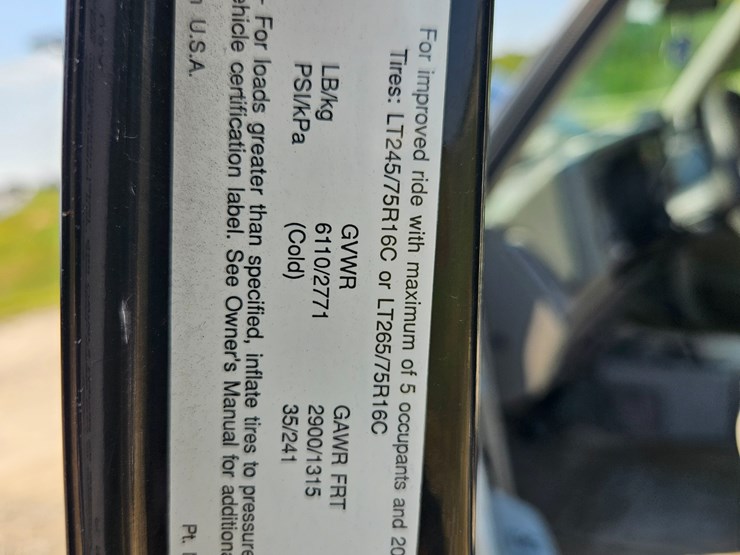 For improved ride with maximum of 5 occupants and 20
Tires: LT245/75R16C or LT265/75R16C
GVWR GAWR FRT
LB/kg 6110/2771 2900/1315
PSI/kPa (Cold) 35/241
- For loads greater than specified, inflate tires to pressure
ehicle certification label. See Owner's Manual for additiona
U.S.A. Pt.